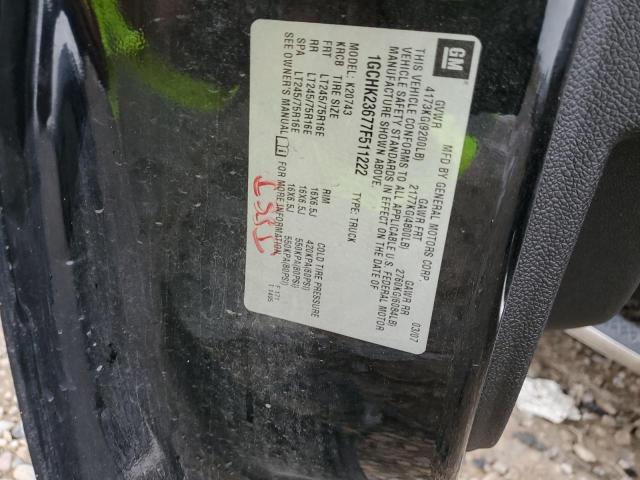 GM
MFD BY GENERAL MOTORS CORP 03/07
GVWR GAWR FRT GAWR RR
4173KG(9200LB) 2177KG(4800LB) 2760KG(6084LB)
THIS VEHICLE CONFORMS TO ALL APPLICABLE U.S. FEDERAL MOTOR
VEHICLE SAFETY STANDARDS IN EFFECT ON THE DATE OF
MANUFACTURE SHOWN ABOVE.
1GCHK23677F511222 TYPE: TRUCK
MODEL: K20743
KRCB TIRE SIZE RIM COLD TIRE PRESSURE
FRT LT245/75R16E 16X6.5J 420KPA(60PSI)
RR LT245/75R16E 16X6.5J 550KPA(80PSI)
SPA LT245/75R16E 16X6.5J 550KPA(80PSI)
SEE OWNER'S MANUAL FOR MORE INFORMATION